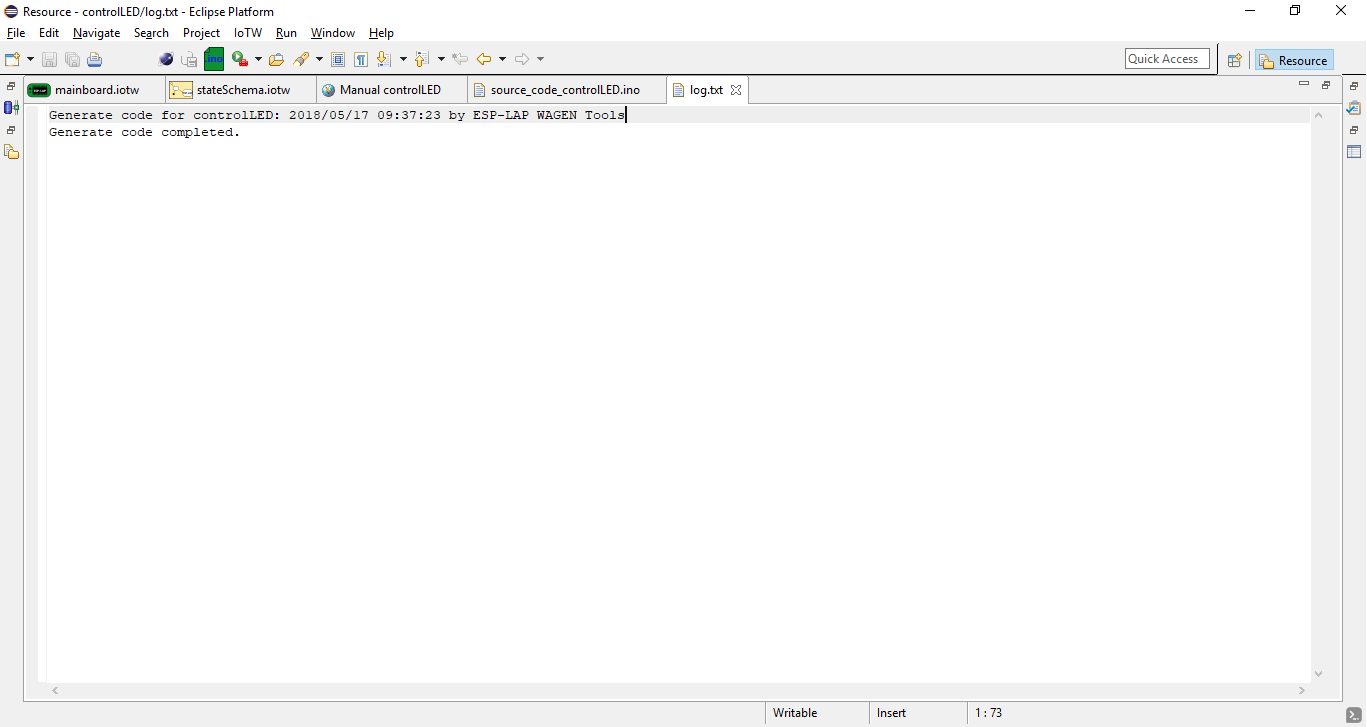 Resource - controlLED/log.txt - Eclipse Platform
File Edit Navigate Search Project IoTW Run Window Help
.ino Quick Access Resource
mainboard.iotw stateSchema.iotw Manual controlLED source_code_controlLED.ino log.txt
Generate code for controlLED: 2018/05/17 09:37:23 by ESP-LAP WAGEN Tools
Generate code completed.
Writable Insert 1 : 73